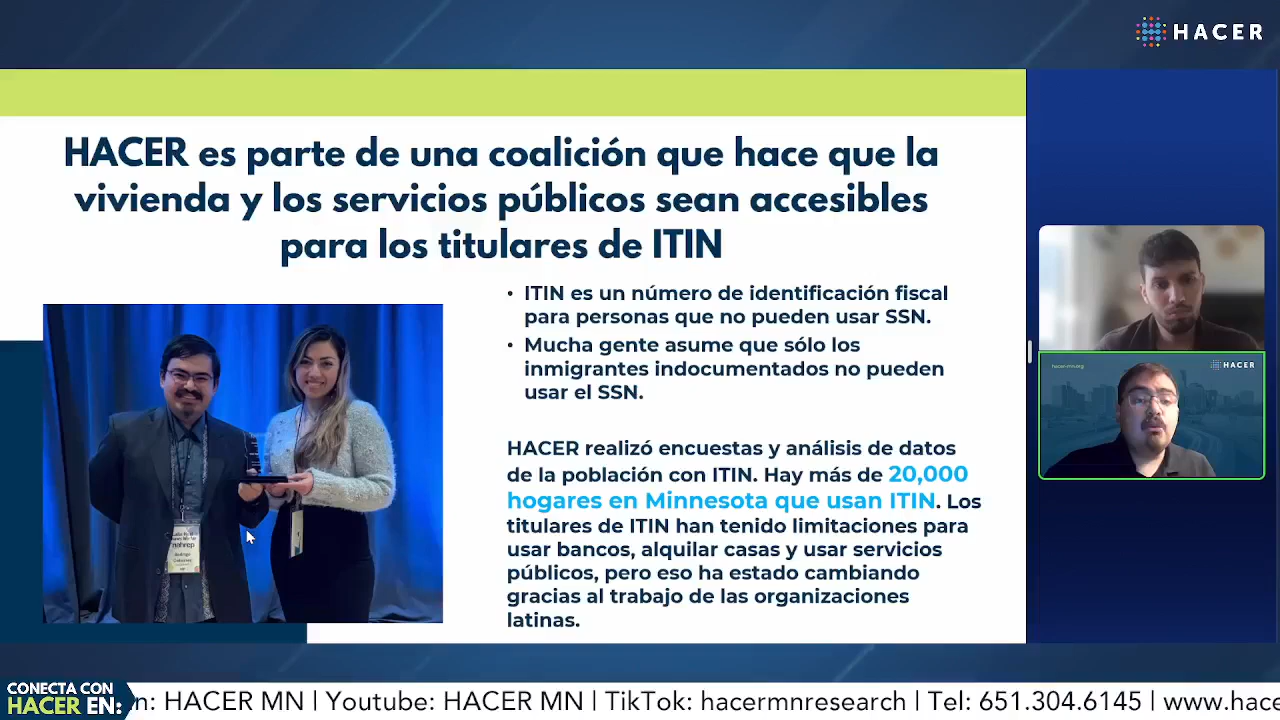 HACER
HACER es parte de una coalición que hace que la
vivienda y los servicios públicos sean accesibles
para los titulares de ITIN
• ITIN es un número de identificación fiscal
para personas que no pueden usar SSN.
• Mucha gente asume que sólo los
inmigrantes indocumentados no pueden
usar el SSN.
HACER realizó encuestas y análisis de datos
de la población con ITIN. Hay más de 20,000
hogares en Minnesota que usan ITIN. Los
titulares de ITIN han tenido limitaciones para
usar bancos, alquilar casas y usar servicios
públicos, pero eso ha estado cambiando
gracias al trabajo de las organizaciones
latinas.
nahrep
HACER
CONECTA CON
HACER EN:
n: HACER MN | Youtube: HACER MN | TikTok: hacermnresearch | Tel: 651.304.6145 | www.hace